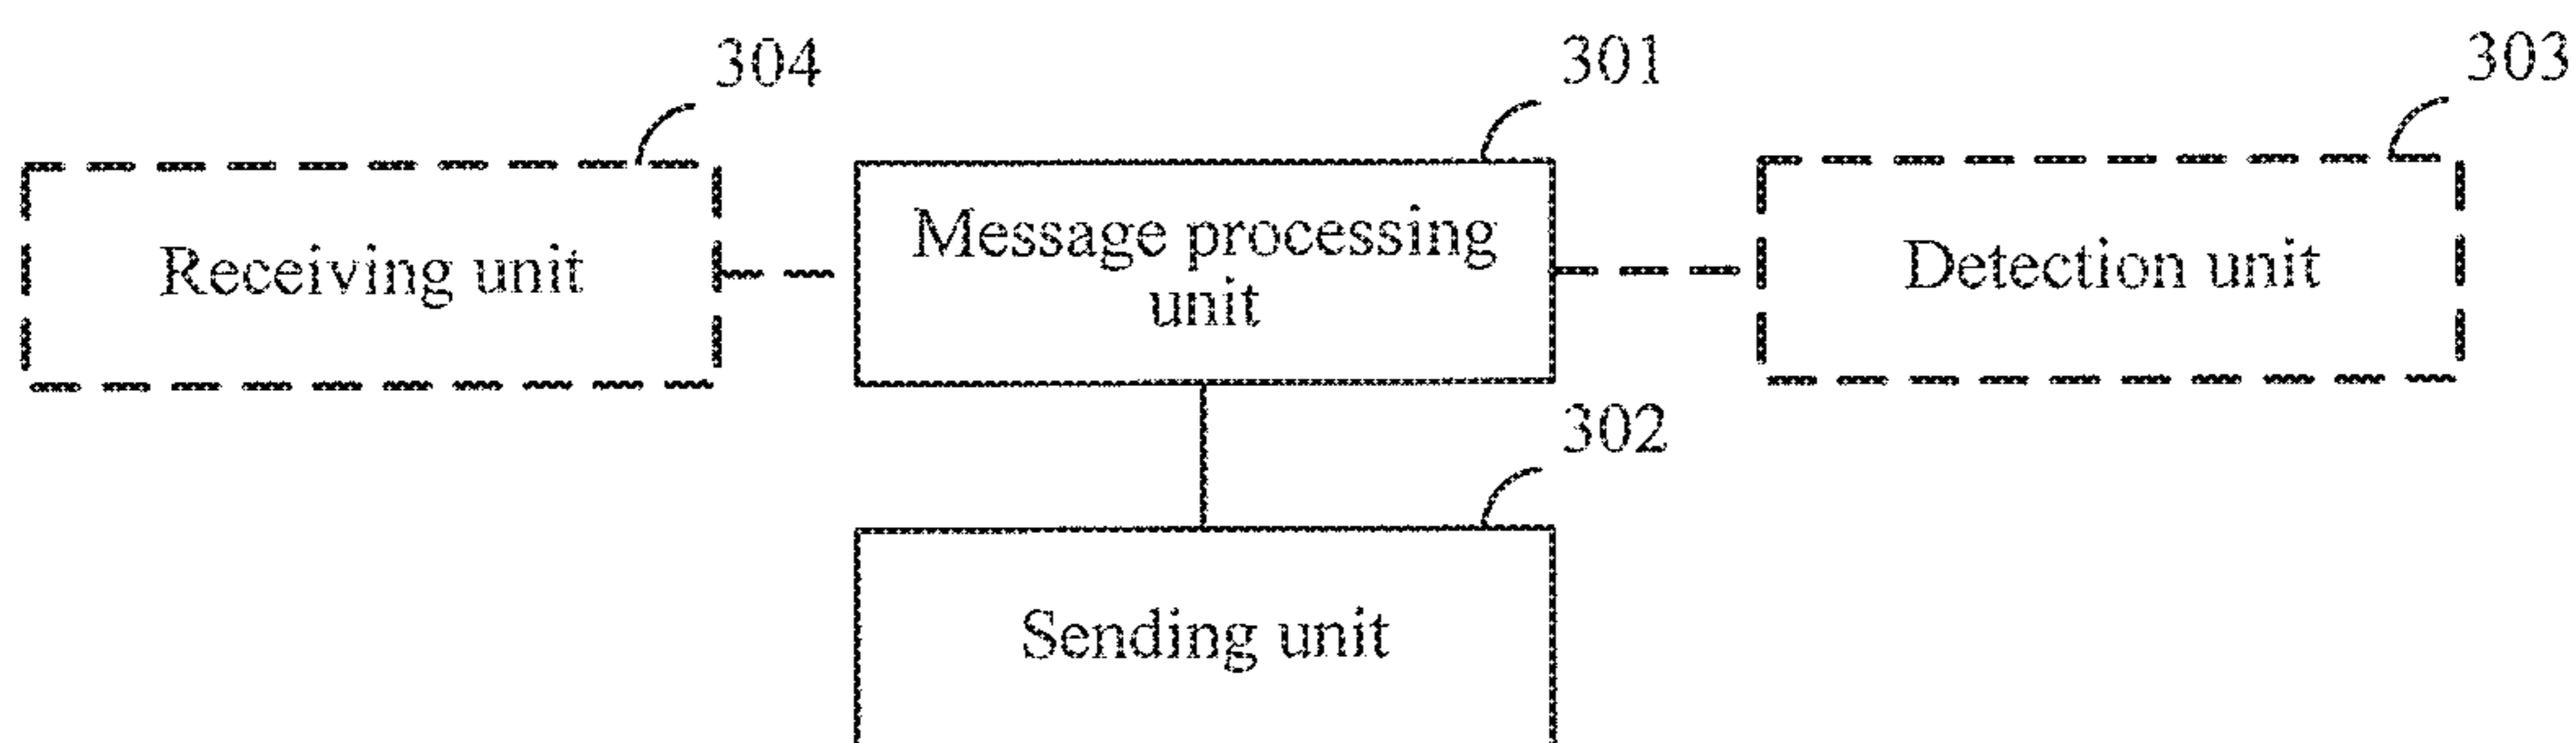 304
301
303
Receiving unit
Message processing
unit
Detection unit
302
Sending unit